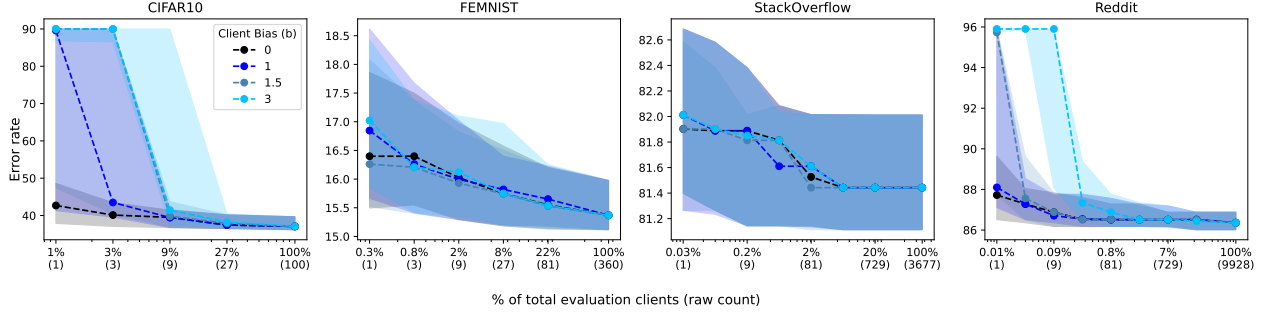 CIFAR10
Error rate
90
80
70
60
50
40
Client Bias (b)
0
1
1.5
3
1% 3% 9% 27% 100%
(1) (3) (9) (27) (100)
FEMNIST
18.5
18.0
17.5
17.0
16.5
16.0
15.5
15.0
0.3% 0.8% 2% 8% 22% 100%
(1) (3) (9) (27) (81) (360)
StackOverflow
82.6
82.4
82.2
82.0
81.8
81.6
81.4
81.2
0.03% 0.2% 2% 20% 100%
(1) (9) (81) (729) (3677)
Reddit
96
94
92
90
88
86
0.01% 0.09% 0.8% 7% 100%
(1) (9) (81) (729) (9928)
% of total evaluation clients (raw count)